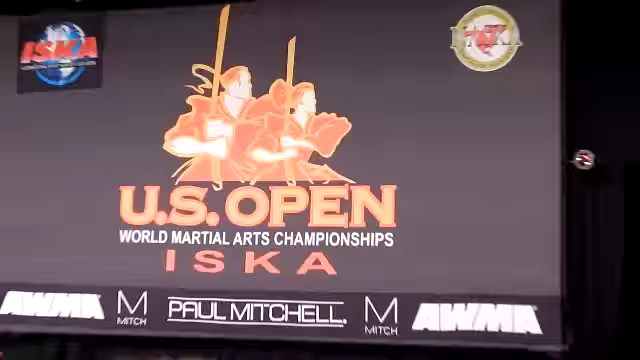 ISKA
U.S. OPEN
WORLD MARTIAL ARTS CHAMPIONSHIPS
ISKA
AWMA
M
MITCH
PAUL MITCHELL®
M
MITCH
AWMA